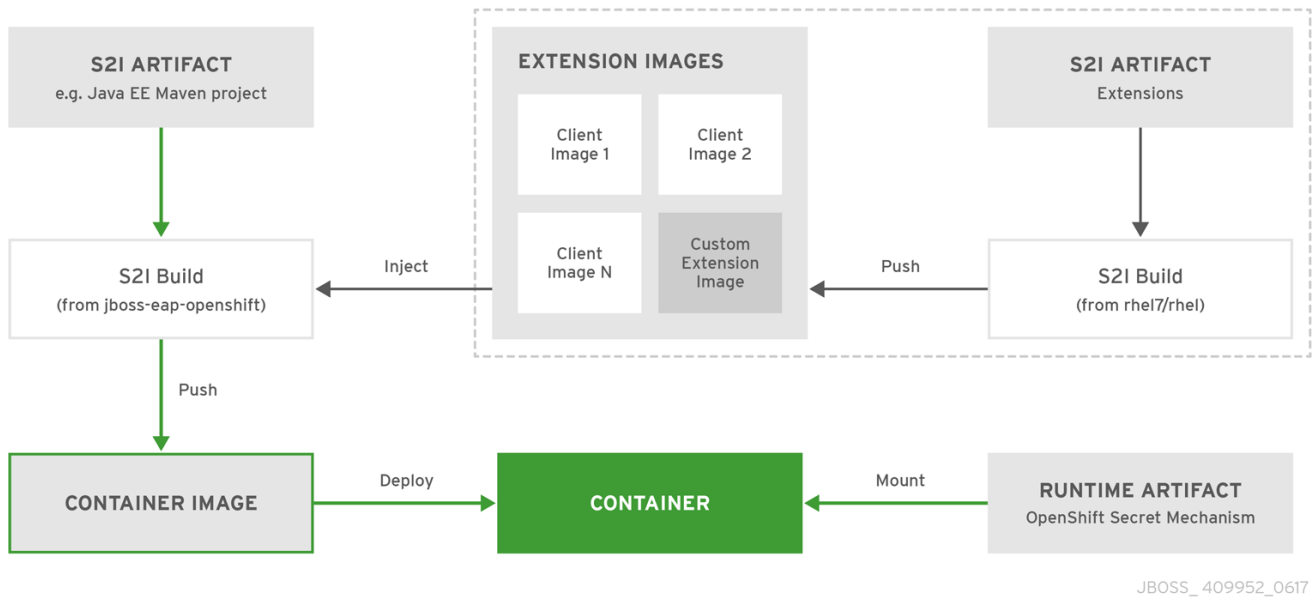 S2I ARTIFACT
e.g. Java EE Maven project
EXTENSION IMAGES
Client
Image 1
Client
Image 2
Client
Image N
Custom
Extension
Image
S2I ARTIFACT
Extensions
S2I Build
(from jboss-eap-openshift)
Inject
Push
S2I Build
(from rhel7/rhel)
Push
CONTAINER IMAGE
Deploy
CONTAINER
Mount
RUNTIME ARTIFACT
OpenShift Secret Mechanism
JBOSS_ 409952_0617